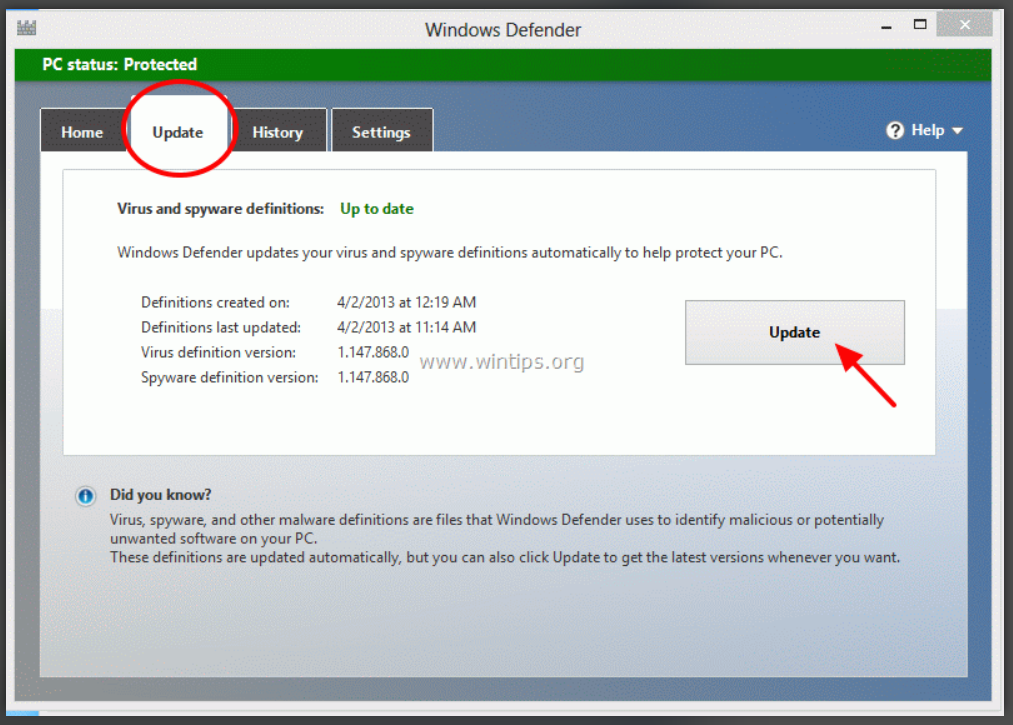 Windows Defender
PC status: Protected
Home Update History Settings Help
Virus and spyware definitions: Up to date
Windows Defender updates your virus and spyware definitions automatically to help protect your PC.
Definitions created on: 4/2/2013 at 12:19 AM
Definitions last updated: 4/2/2013 at 11:14 AM
Update
Virus definition version: 1.147.868.0
www.wintips.org
Spyware definition version: 1.147.868.0
Did you know?
Virus, spyware, and other malware definitions are files that Windows Defender uses to identify malicious or potentially
unwanted software on your PC.
These definitions are updated automatically, but you can also click Update to get the latest versions whenever you want.